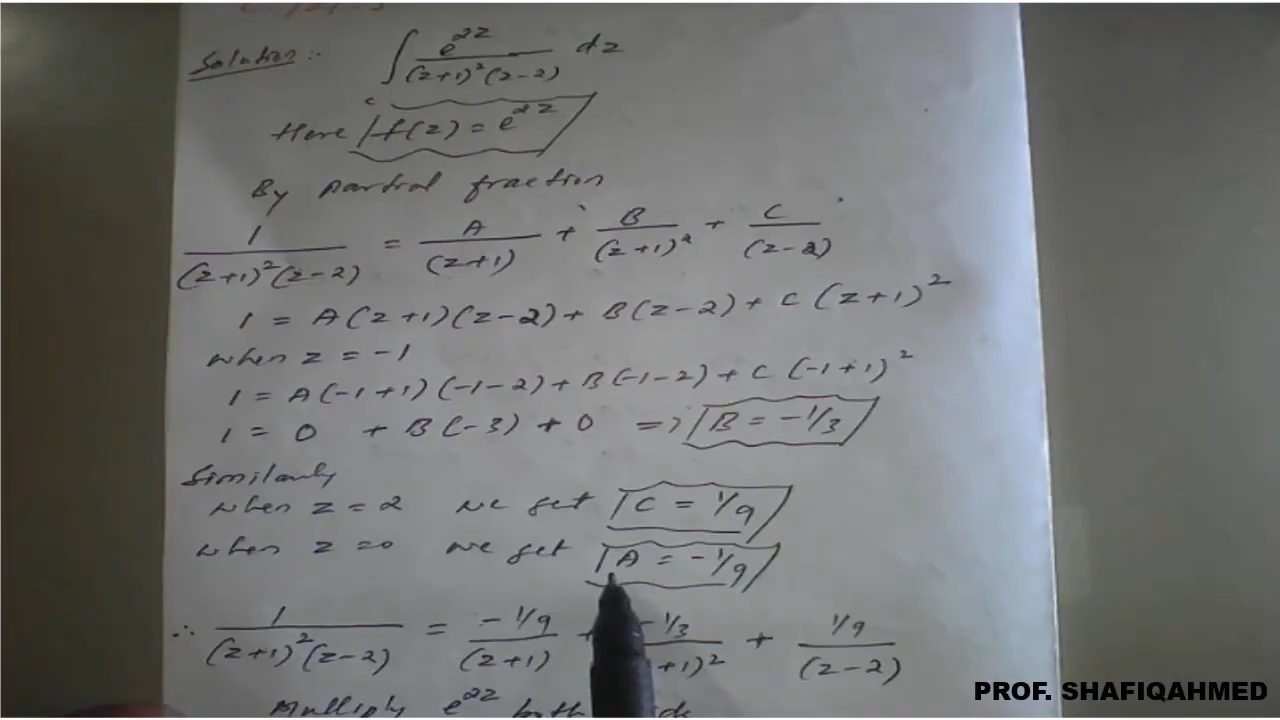 Solution :- ∫c e^2z / (z+1)^2 (z-2) dz
Here f(z) = e^2z
By partial fraction
1 / (z+1)^2 (z-2) = A / (z+1) + B / (z+1)^2 + C / (z-2)
1 = A(z+1)(z-2) + B(z-2) + C(z+1)^2
when z = -1
1 = A(-1+1)(-1-2) + B(-1-2) + C(-1+1)^2
1 = 0 + B(-3) + 0 => B = -1/3
Similarly
when z = 2 we get C = 1/9
when z=0 we get A = -1/9
∴ 1 / (z+1)^2 (z-2) = -1/9 / (z+1) + -1/3 / +1)^2 + 1/9 / (z-2)
Multiply e^2z both
PROF. SHAFIQAHMED